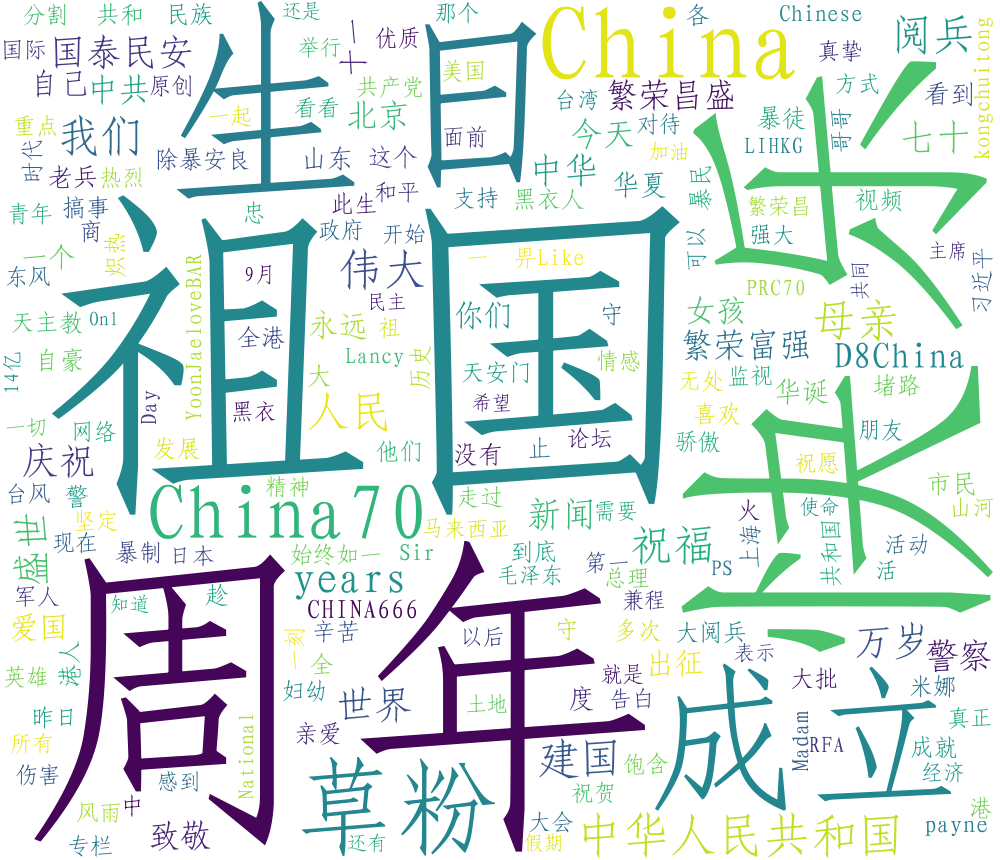 分割
共和
民族
还是
那个
China
各
Chinese
阅兵
kongchuitong
国际
国泰民安
十一
优质
举行
生日
真挚
自己
中共
原创
共产党
美国
台湾
繁荣昌盛
方式
看到
快乐
重点
我们
一起
看看
北京
面前
今天
对待
暴徒
哥哥
七十
时代
除暴安良
山东
这个
中华
加油
LIHKG
老兵
热烈
此生
和平
支持
黑衣人
华夏
暴民
繁荣昌
视频
青年
搞事
忠
商
政府
开始
强大
一个
炽热
祖国
9月
伟大
一
界Like
可以
共同
主席
习近平
东风
民主
PRC70
天主教
On1
YoonJaeloveBAR
全港
永远
祖
你们
守
女孩
母亲
14亿
自豪
Day
Lancy
历史
天安门
情感
繁荣富强
D8China
大
黑衣
人民
希望
无处
监视
华诞
堵路
一切
网络
发展
他们
没有
止
论坛
喜欢
骄傲
朋友
庆祝
祝愿
台风
警
精神
China70
走过
新闻
需要
火
使命
市民
盛世
坚定
马来西亚
山河
现在
暴制
日本
始终如一
Sir
到底
第一
祝福
上海
共和国
活动
years
毛泽东
总理
PS
活
军人
知道
趁
CHINA666
兼程
爱国
周年
一刻
辛苦
以后
守
多次
大阅兵
万岁
警察
英雄
港人
全
出征
表示
妇幼
世界
就是
大批
米娜
昨日
土地
度
告白
成立
真正
所有
National
亲爱
Madam
RFA
成就
伤害
感到
建国
饱含
经济
草粉
祝贺
港
风雨
中
致敬
大会
中华人民共和国
payne
专栏
还有
假期